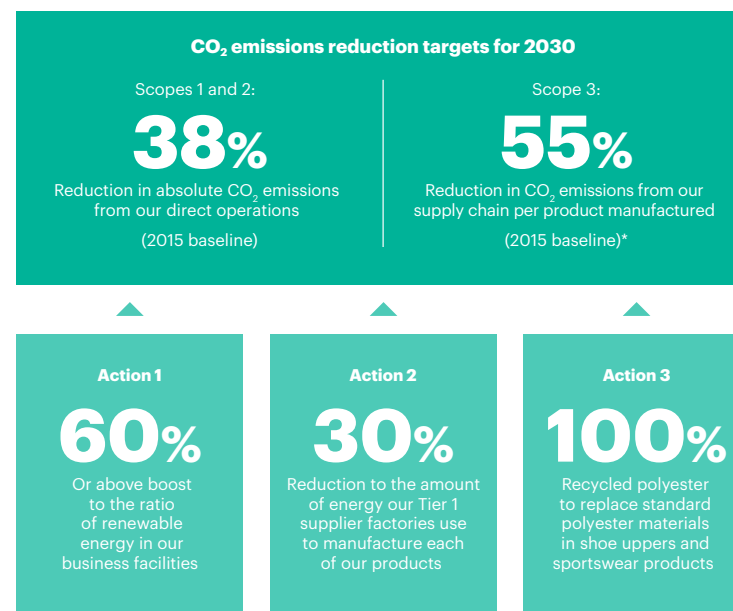 CO₂ emissions reduction targets for 2030
Scopes 1 and 2:
38%
Reduction in absolute CO₂ emissions
from our direct operations
(2015 baseline)
Scope 3:
55%
Reduction in CO₂ emissions from our
supply chain per product manufactured
(2015 baseline)*
Action 1
60%
Or above boost
to the ratio
of renewable
energy in our
business facilities
Action 2
30%
Reduction to the amount
of energy our Tier 1
supplier factories use
to manufacture each
of our products
Action 3
100%
Recycled polyester
to replace standard
polyester materials
in shoe uppers and
sportswear products